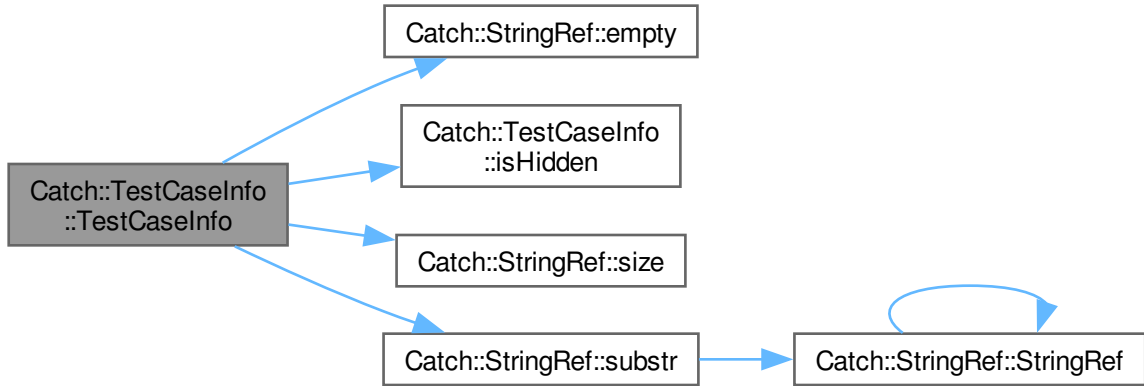 Catch::StringRef::empty
Catch::TestCaseInfo
::isHidden
Catch::TestCaseInfo
::TestCaseInfo
Catch::StringRef::size
Catch::StringRef::substr
Catch::StringRef::StringRef